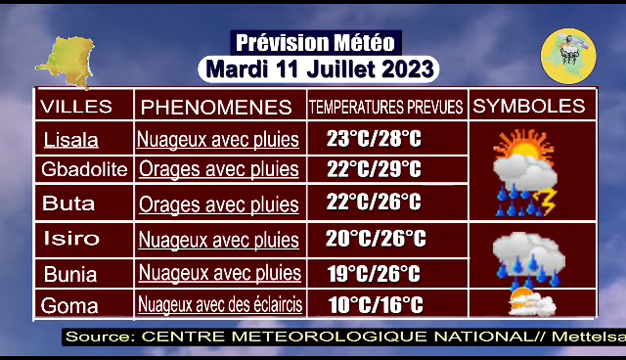 Prévision Météo
Mardi 11 Juillet 2023
VILLES PHENOMENES TEMPERATURES PREVUES SYMBOLES
Lisala Nuageux avec pluies 23°C/28°C
Gbadolite Orages avec pluies 22°C/29°C
Buta Orages avec pluies 22°C/26°C
Isiro Nuageux avec pluies 20°C/26°C
Bunia Nuageux avec pluies 19°C/26°C
Goma Nuageux avec des éclaircis 10°C/16°C
Source: CENTRE METEOROLOGIQUE NATIONAL// Mettelsa